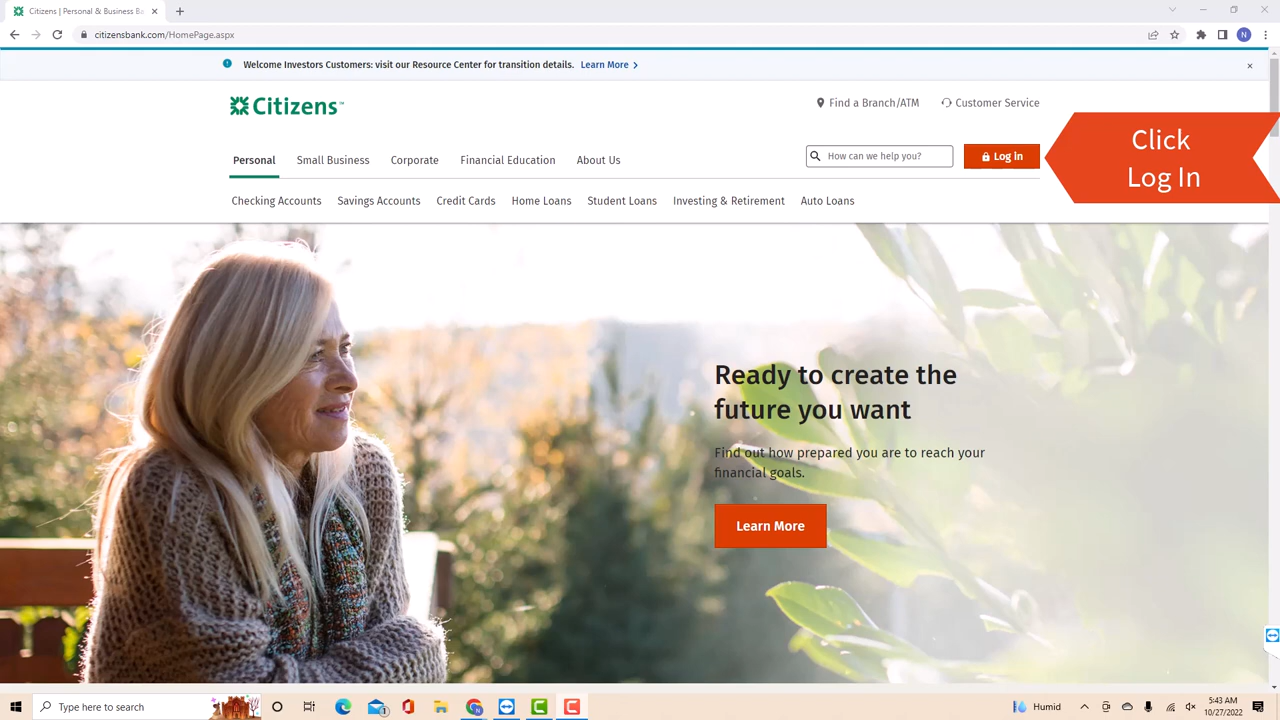 Citizens | Personal & Business Ba
citizensbank.com/HomePage.aspx
N
Welcome Investors Customers: visit our Resource Center for transition details. Learn More
Citizens™
Find a Branch/ATM Customer Service
Personal Small Business Corporate Financial Education About Us
How can we help you? Log in
Click
Log In
Checking Accounts Savings Accounts Credit Cards Home Loans Student Loans Investing & Retirement Auto Loans
Ready to create the
future you want
Find out how prepared you are to reach your
financial goals.
Learn More
Type here to search
1
Humid
5:43 AM
10/27/2022